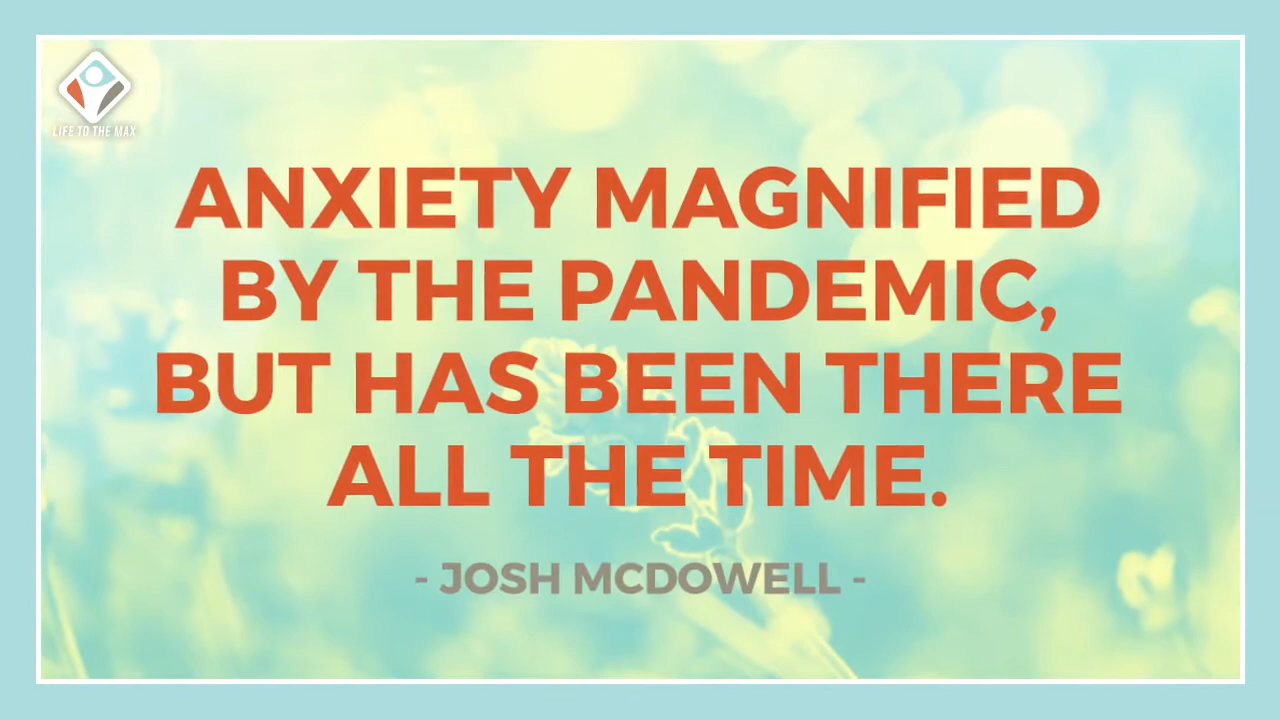 LIFE TO THE MAX
ANXIETY MAGNIFIED
BY THE PANDEMIC,
BUT HAS BEEN THERE
ALL THE TIME.
- JOSH MCDOWELL -